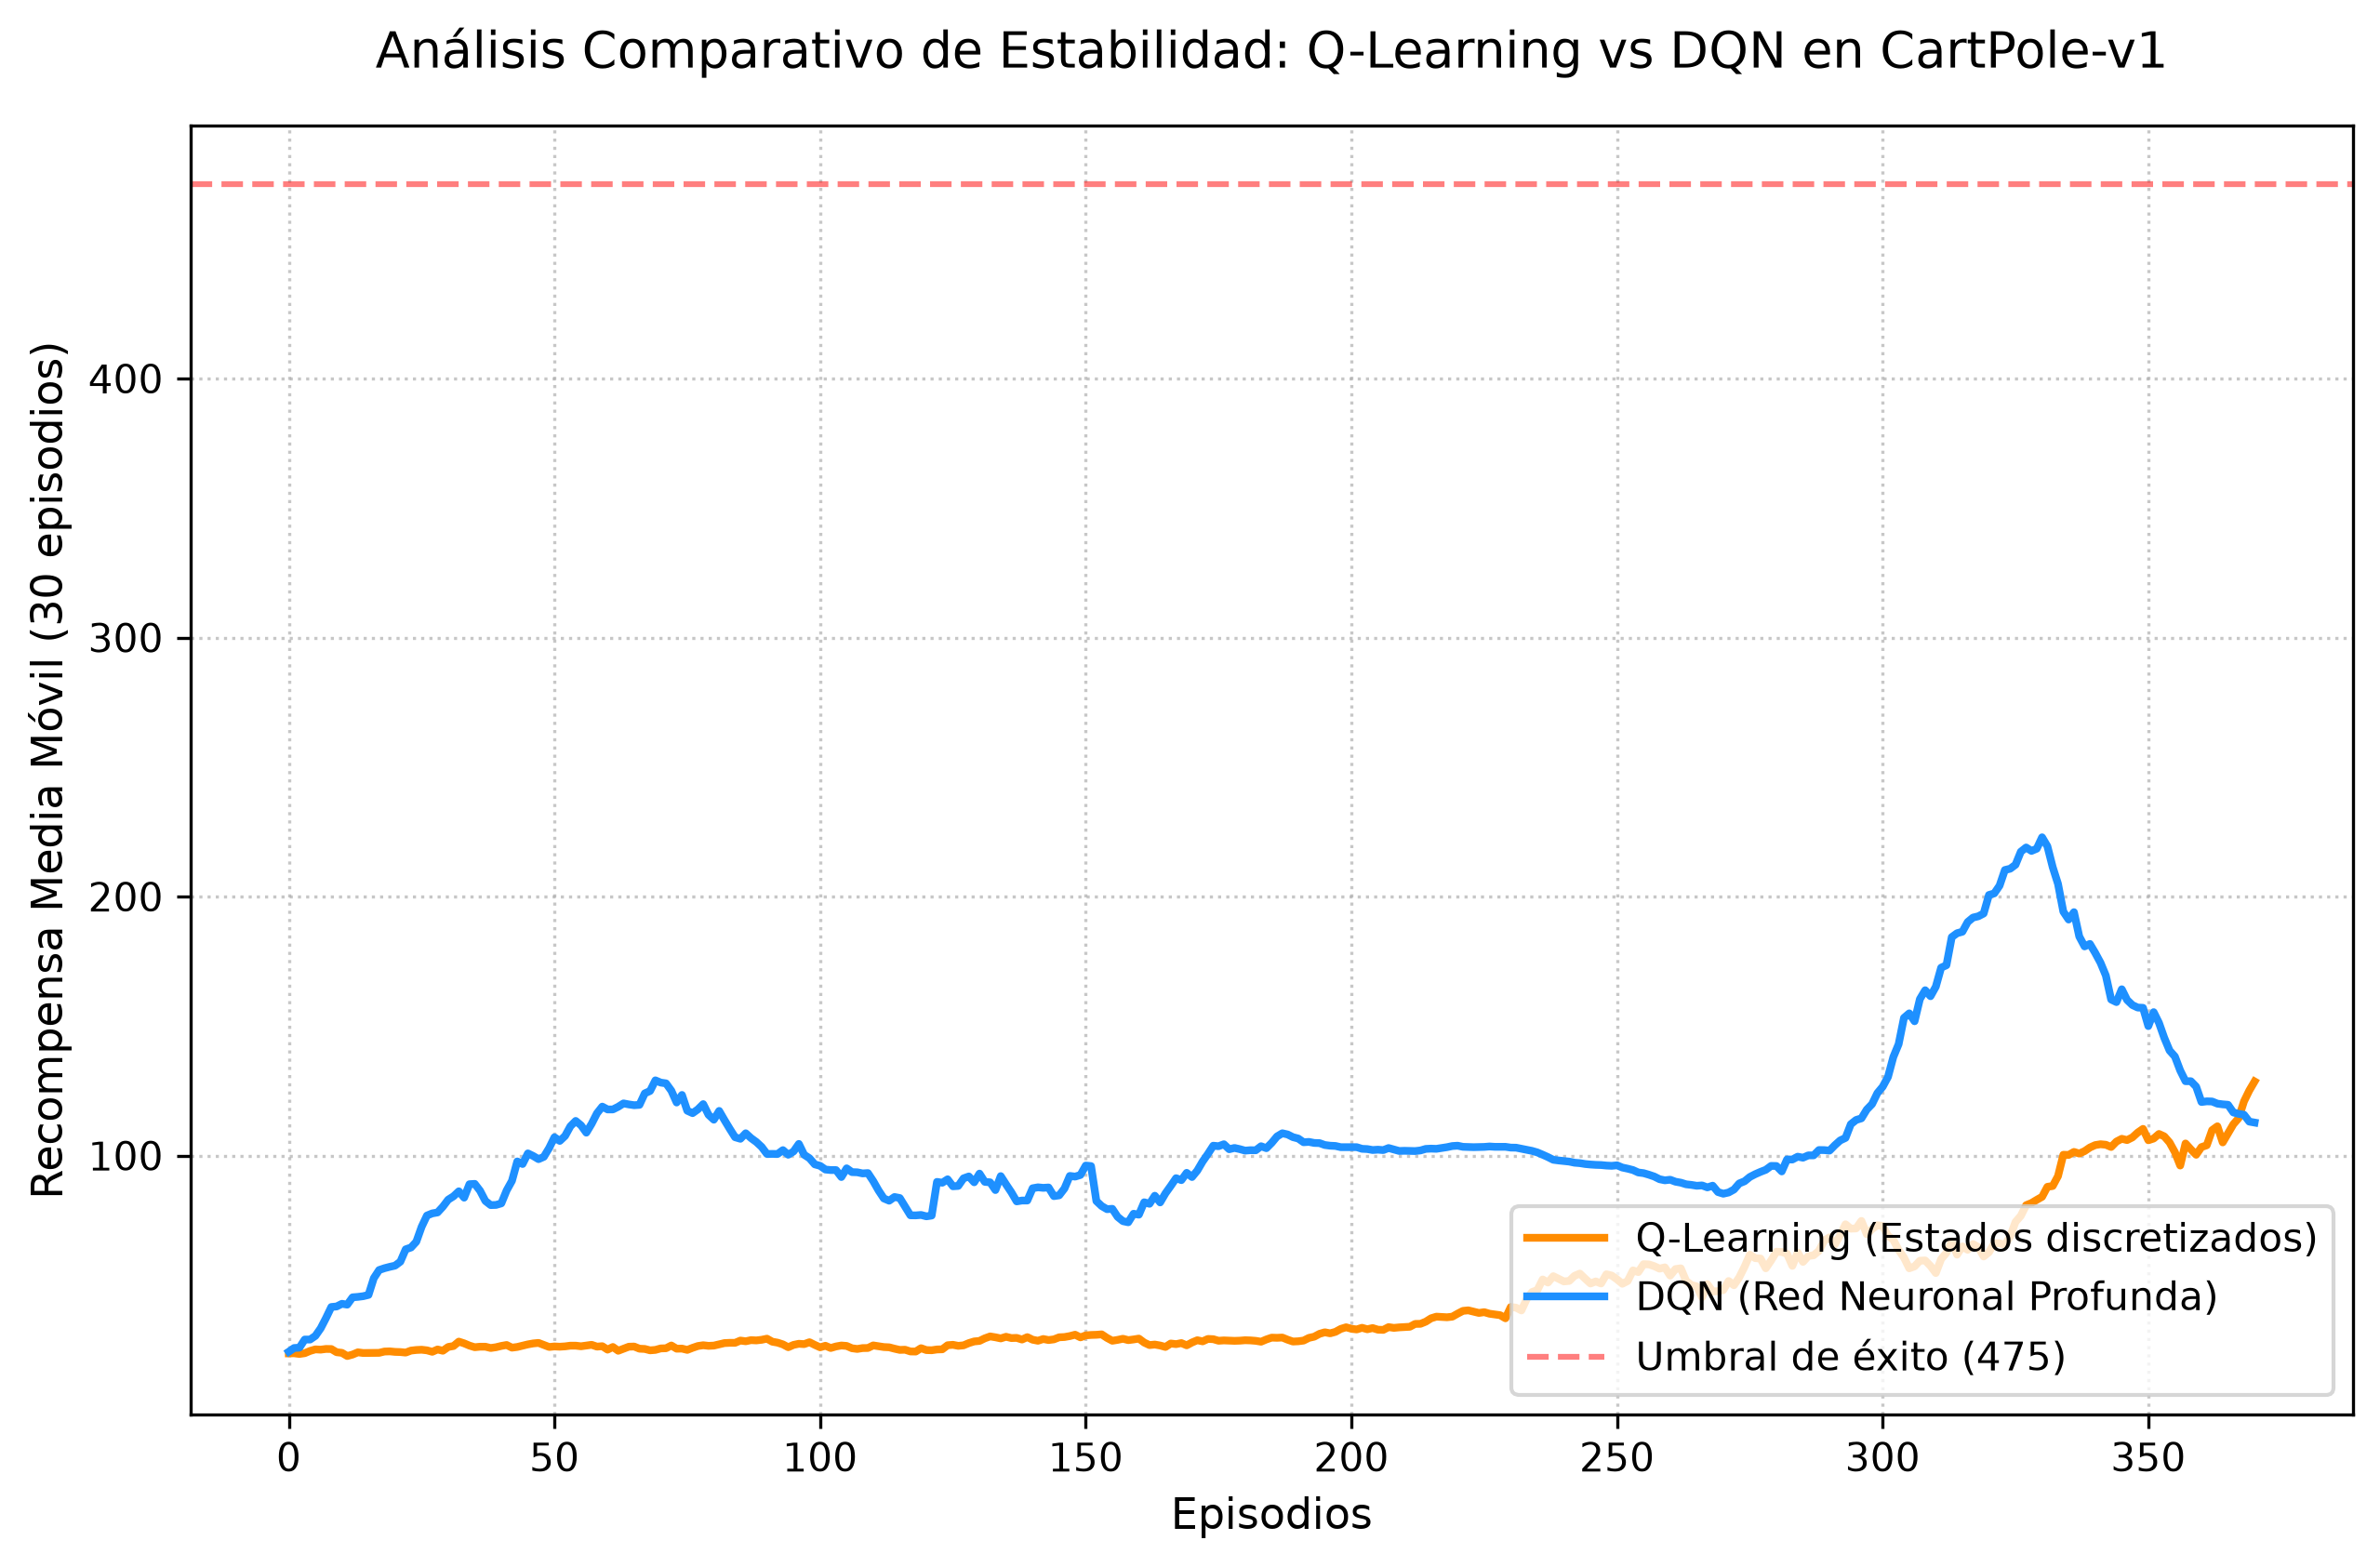 Análisis Comparativo de Estabilidad: Q-Learning vs DQN en CartPole-v1
Recompensa Media Móvil (30 episodios)
400
300
200
100
Q-Learning (Estados discretizados)
DQN (Red Neuronal Profunda)
Umbral de éxito (475)
0 50 100 150 200 250 300 350
Episodios